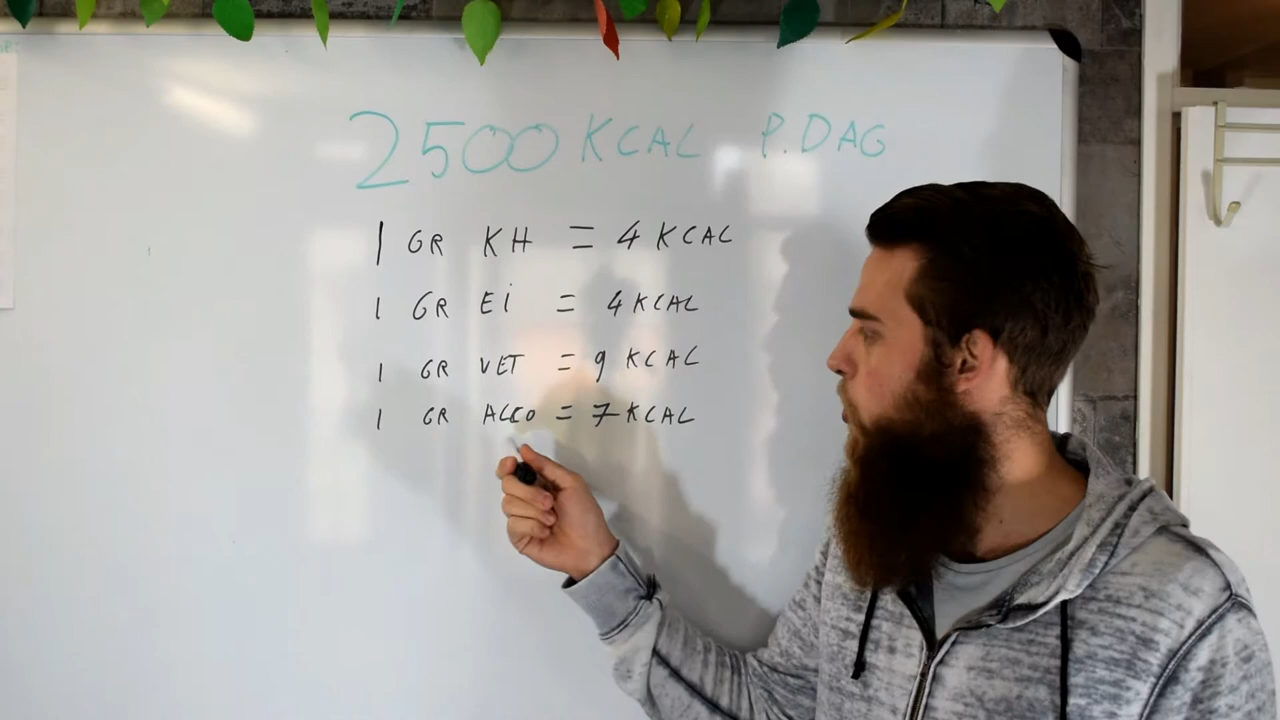 2500 KCAL P. DAG
1 GR KH = 4 KCAL
1 GR Ei = 4 KCAL
1 GR VET = 9 KCAL
1 GR ALCO = 7 KCAL